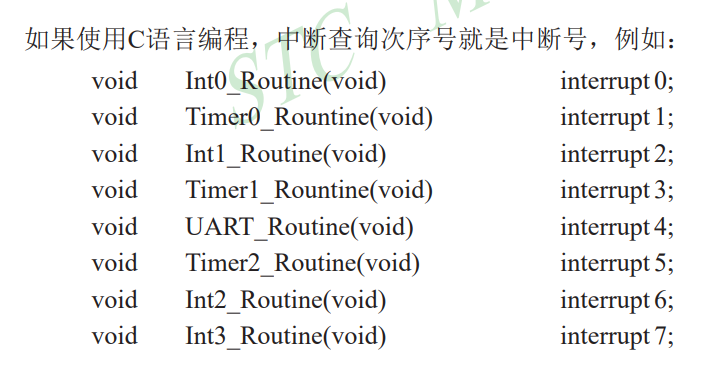 如果使用C语言编程，中断查询次序号就是中断号，例如：
void Int0_Routine(void) interrupt 0;
void Timer0_Rountine(void) interrupt 1;
void Int1_Routine(void) interrupt 2;
void Timer1_Rountine(void) interrupt 3;
void UART_Routine(void) interrupt 4;
void Timer2_Routine(void) interrupt 5;
void Int2_Routine(void) interrupt 6;
void Int3_Routine(void) interrupt 7;
STC